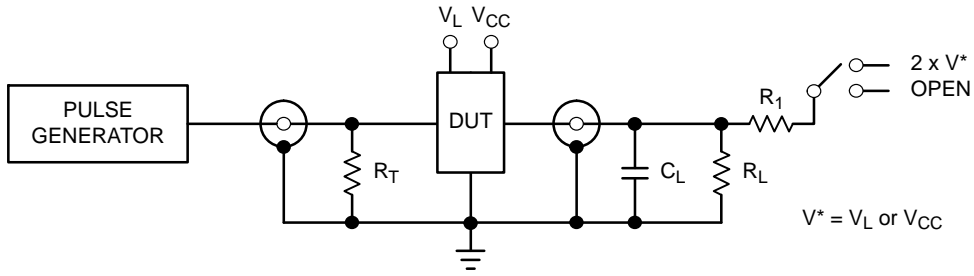 V_L V_CC
PULSE
GENERATOR
DUT
R_T
C_L
R_L
R_1
2 x V*
OPEN
V* = V_L or V_CC